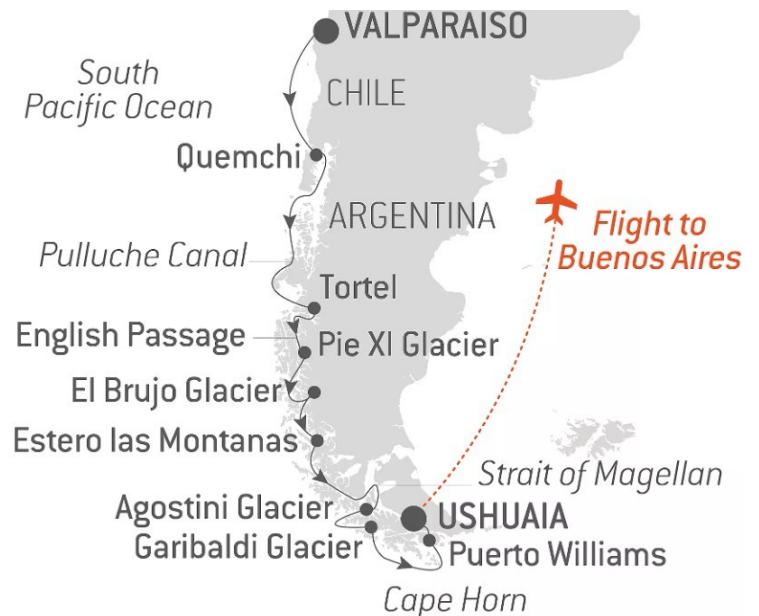 VALPARAISO
South
Pacific Ocean
CHILE
Quemchi
ARGENTINA
Flight to
Buenos Aires
Pulluche Canal
Tortel
English Passage
Pie XI Glacier
El Brujo Glacier
Estero las Montanas
Strait of Magellan
Agostini Glacier
USHUAIA
Garibaldi Glacier
Puerto Williams
Cape Horn